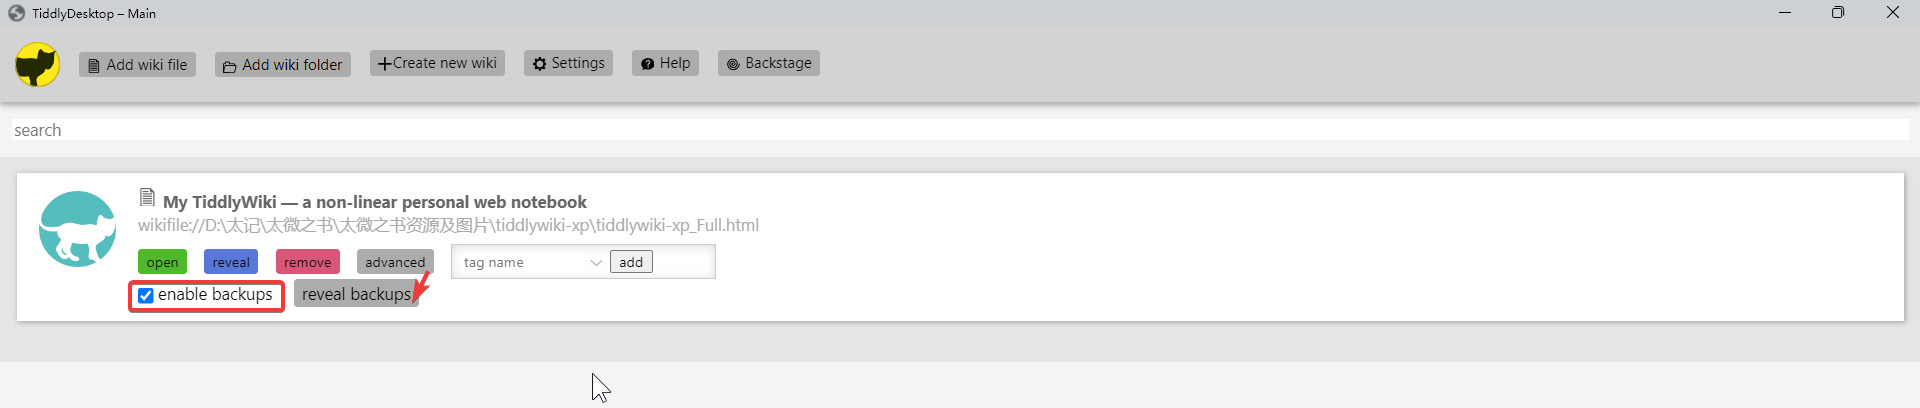 TiddlyDesktop – Main
Add wiki file Add wiki folder +Create new wiki Settings Help Backstage
search
My TiddlyWiki — a non-linear personal web notebook
wikifile://D:\太记\太微之书\太微之书资源及图片\tiddlywiki-xp\tiddlywiki-xp_Full.html
open reveal remove advanced tag name add
enable backups reveal backups